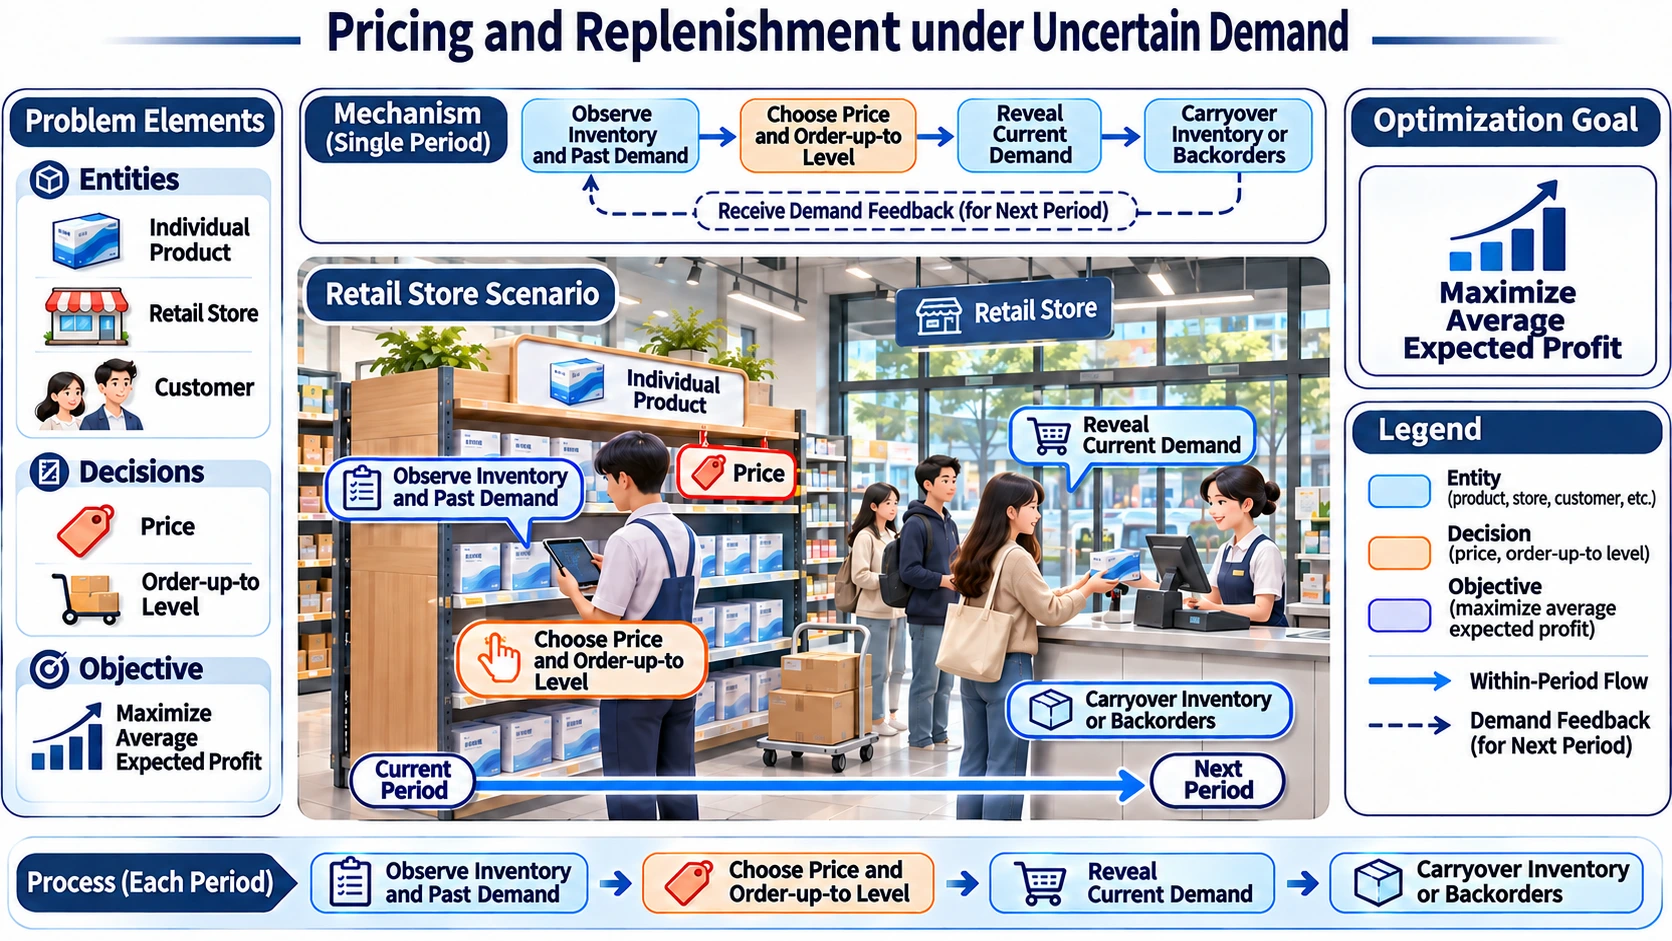 Pricing and Replenishment under Uncertain Demand
Problem Elements
Entities
Individual
Product
Retail Store
Customer
Decisions
Price
Order-up-to
Level
Objective
Maximize
Average
Expected Profit
Mechanism
(Single Period)
Observe
Inventory
and Past Demand
Choose Price
and Order-up-to
Level
Reveal
Current
Demand
Carryover
Inventory or
Backorders
Receive Demand Feedback (for Next Period)
Retail Store Scenario
Retail Store
Individual
Product
Price
Observe Inventory
and Past Demand
Reveal
Current Demand
Choose Price
and Order-up-to
Level
Carryover Inventory
or Backorders
Current
Period
Next
Period
Optimization Goal
Maximize
Average
Expected Profit
Legend
Entity
(product, store, customer, etc.)
Decision
(price, order-up-to level)
Objective
(maximize average
expected profit)
Within-Period Flow
Demand Feedback
(for Next Period)
Process (Each Period)
Observe Inventory
and Past Demand
Choose Price and
Order-up-to Level
Reveal
Current Demand
Carryover Inventory
or Backorders